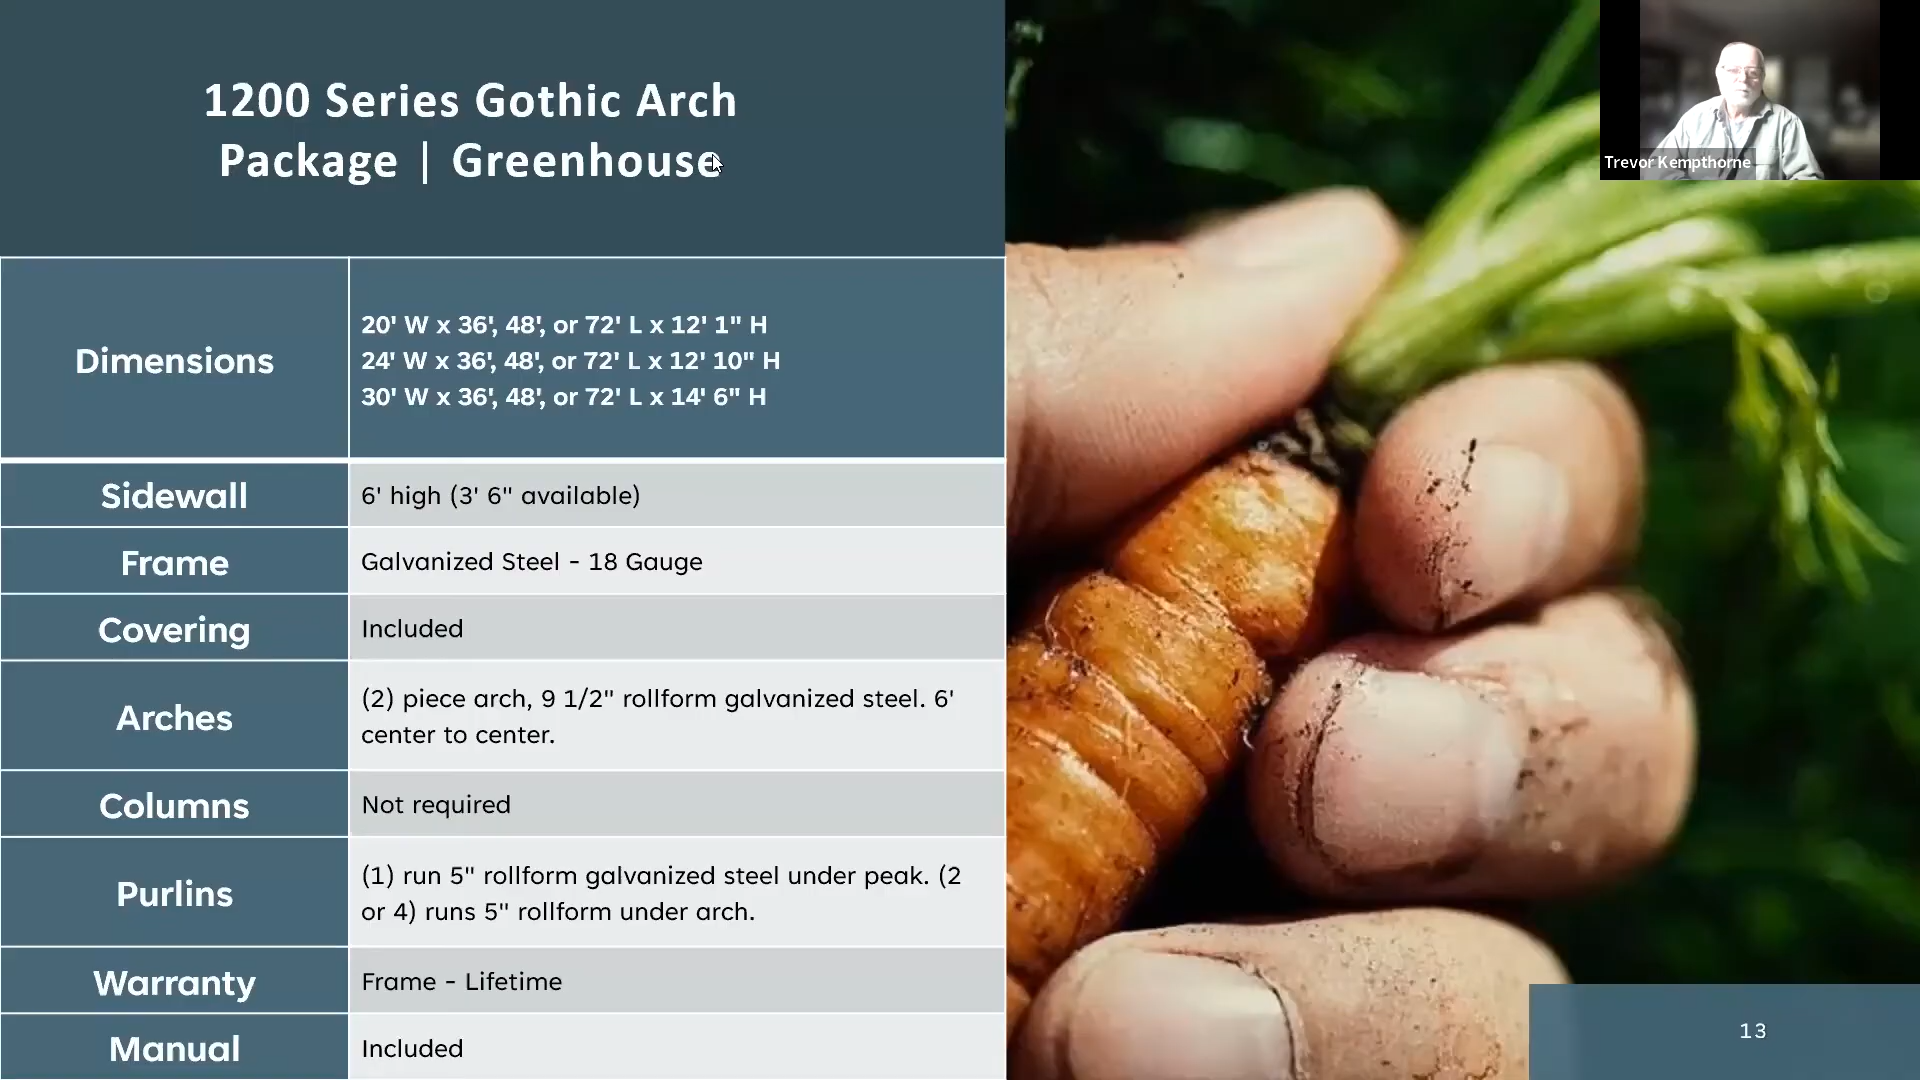 1200 Series Gothic Arch
Package | Greenhouse
Trevor Kempthorne
Dimensions
20' W x 36', 48', or 72' L x 12' 1" H
24' W x 36', 48', or 72' L x 12' 10" H
30' W x 36', 48', or 72' L x 14' 6" H
Sidewall
6' high (3' 6" available)
Frame
Galvanized Steel - 18 Gauge
Covering
Included
Arches
(2) piece arch, 9 1/2" rollform galvanized steel. 6'
center to center.
Columns
Not required
Purlins
(1) run 5" rollform galvanized steel under peak. (2
or 4) runs 5" rollform under arch.
Warranty
Frame - Lifetime
Manual
Included
13